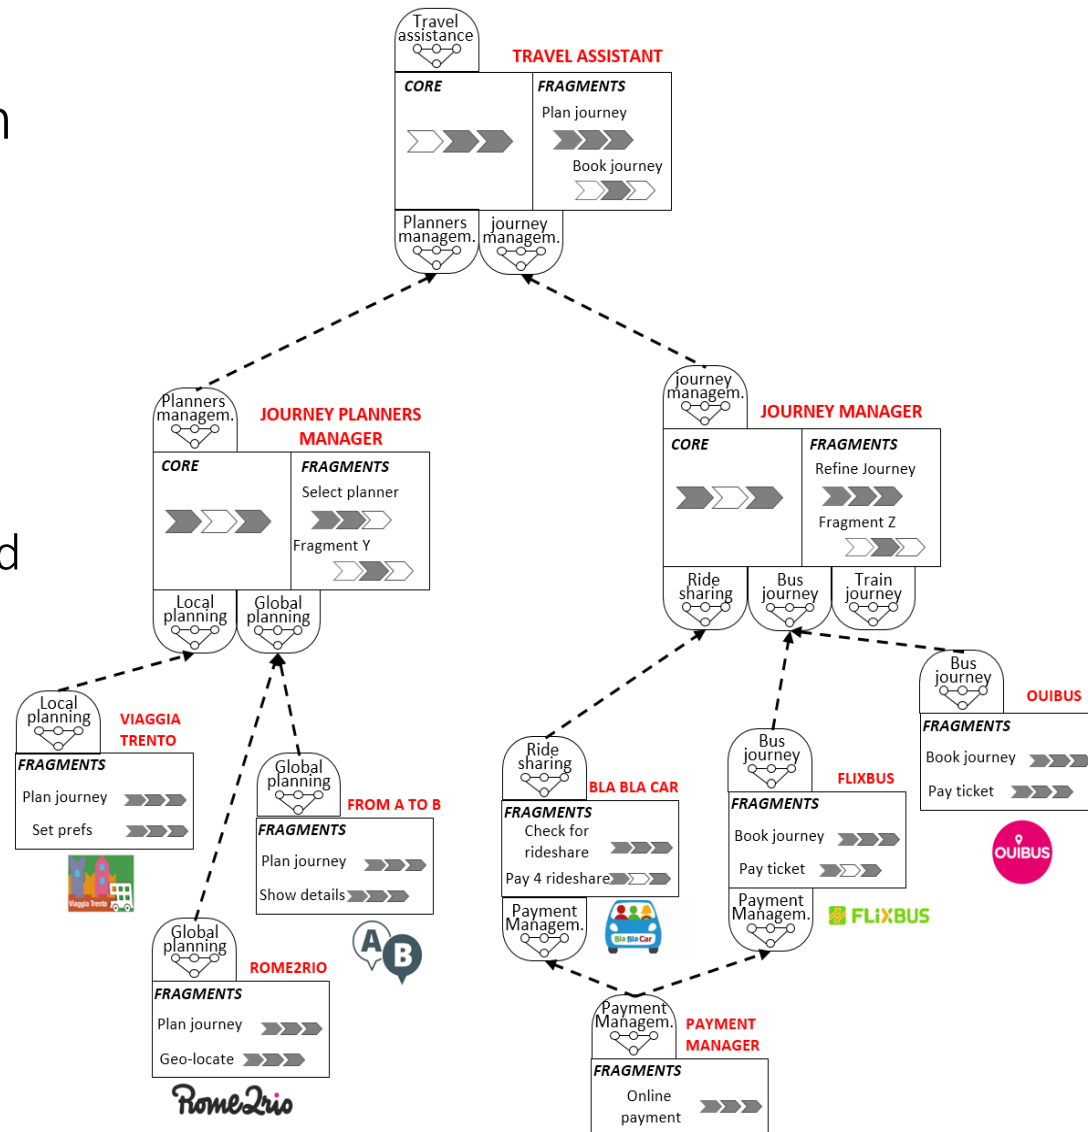 n
d
Travel
assistance
TRAVEL ASSISTANT
CORE
FRAGMENTS
Plan journey
Book journey
Planners
managem.
journey
managem.
Planners
managem.
JOURNEY PLANNERS
MANAGER
CORE
FRAGMENTS
Select planner
Fragment Y
Local
planning
Global
planning
journey
managem.
JOURNEY MANAGER
CORE
FRAGMENTS
Refine Journey
Fragment Z
Ride
sharing
Bus
journey
Train
journey
Local
planning
VIAGGIA
TRENTO
FRAGMENTS
Plan journey
Set prefs
Viaggia Trento
Global
planning
FROM A TO B
FRAGMENTS
Plan journey
Show details
A
B
Global
planning
ROME2RIO
FRAGMENTS
Plan journey
Geo-locate
Rome2rio
Ride
sharing
BLA BLA CAR
FRAGMENTS
Check for
rideshare
Pay 4 rideshare
Payment
Managem.
Bla Bla Car
Bus
journey
FLIXBUS
FRAGMENTS
Book journey
Pay ticket
Payment
Managem.
FLiXBUS
Bus
journey
OUIBUS
FRAGMENTS
Book journey
Pay ticket
OUIBUS
Payment
Managem.
PAYMENT
MANAGER
FRAGMENTS
Online
payment